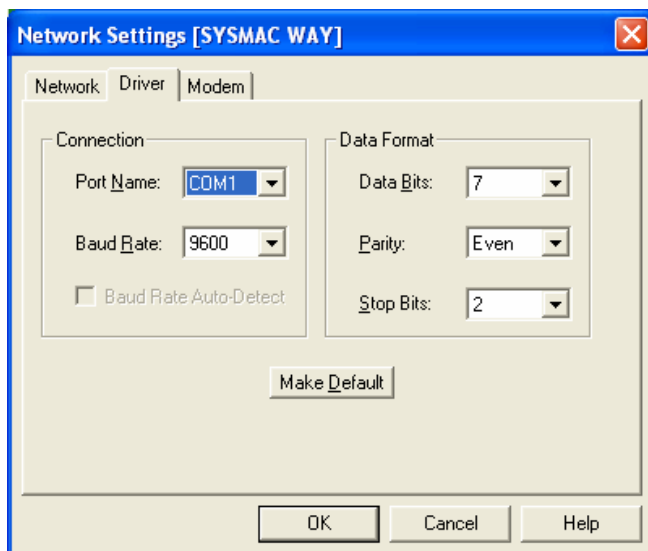 Network Settings [SYSMAC WAY]
Network Driver Modem
Connection
Port Name: COM1
Baud Rate: 9600
Baud Rate Auto-Detect
Data Format
Data Bits: 7
Parity: Even
Stop Bits: 2
Make Default
OK Cancel Help